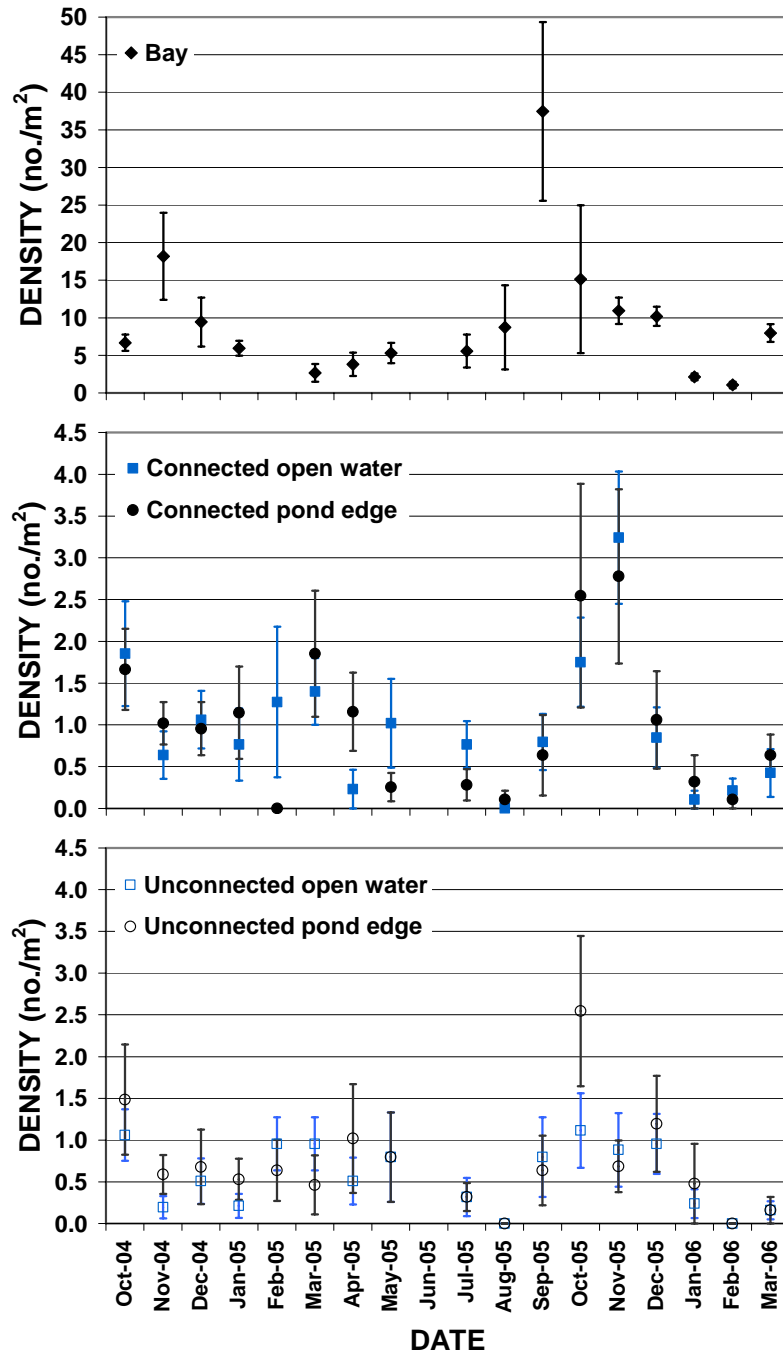 50
45
40
35
30
25
20
15
10
5
0
DENSITY (no./m²)
Bay
4.5
4.0
3.5
3.0
2.5
2.0
1.5
1.0
0.5
0.0
DENSITY (no./m²)
Connected open water
Connected pond edge
4.5
4.0
3.5
3.0
2.5
2.0
1.5
1.0
0.5
0.0
DENSITY (no./m²)
Unconnected open water
Unconnected pond edge
Oct-04
Nov-04
Dec-04
Jan-05
Feb-05
Mar-05
Apr-05
May-05
Jun-05
Jul-05
Aug-05
Sep-05
Oct-05
Nov-05
Dec-05
Jan-06
Feb-06
Mar-06
DATE